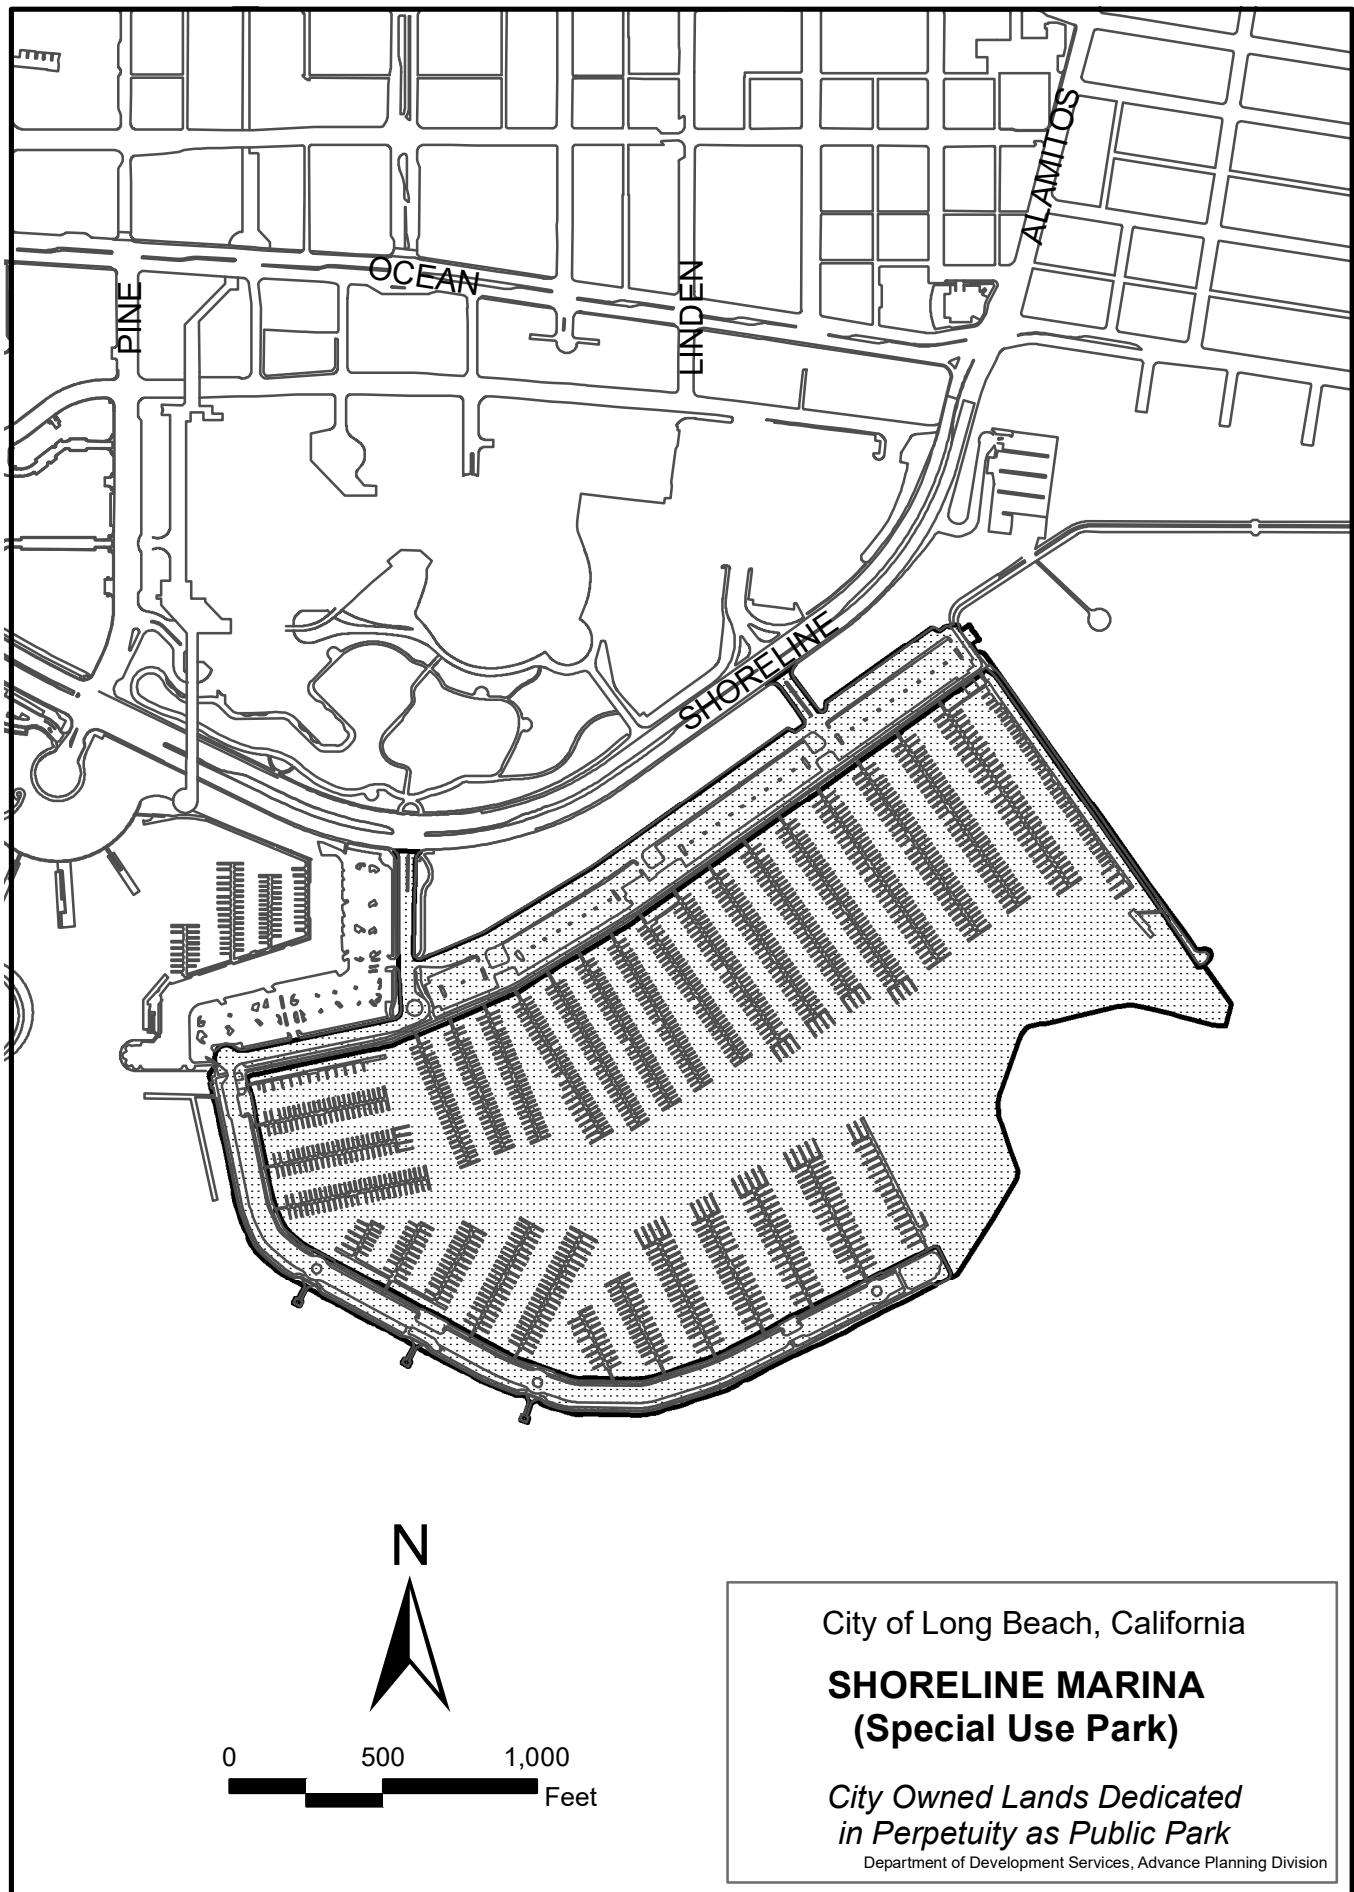 ALAMITOS
OCEAN
PINE
LINDEN
SHORELINE
N
0 500 1,000
Feet
City of Long Beach, California
SHORELINE MARINA
(Special Use Park)
City Owned Lands Dedicated
in Perpetuity as Public Park
Department of Development Services, Advance Planning Division